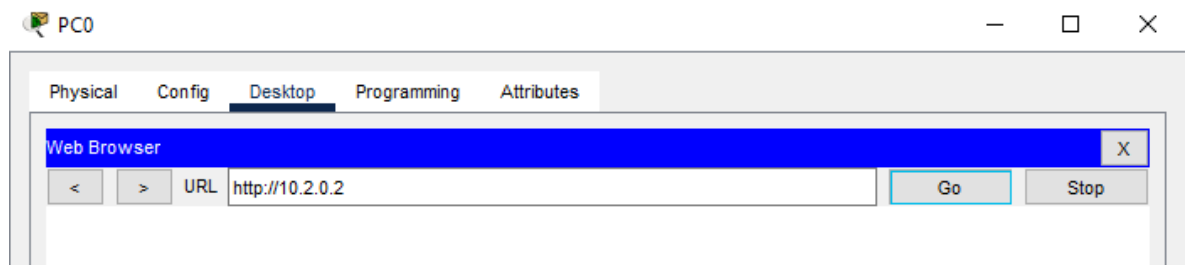 PC0
Physical Config Desktop Programming Attributes
Web Browser X
< > URL http://10.2.0.2 Go Stop